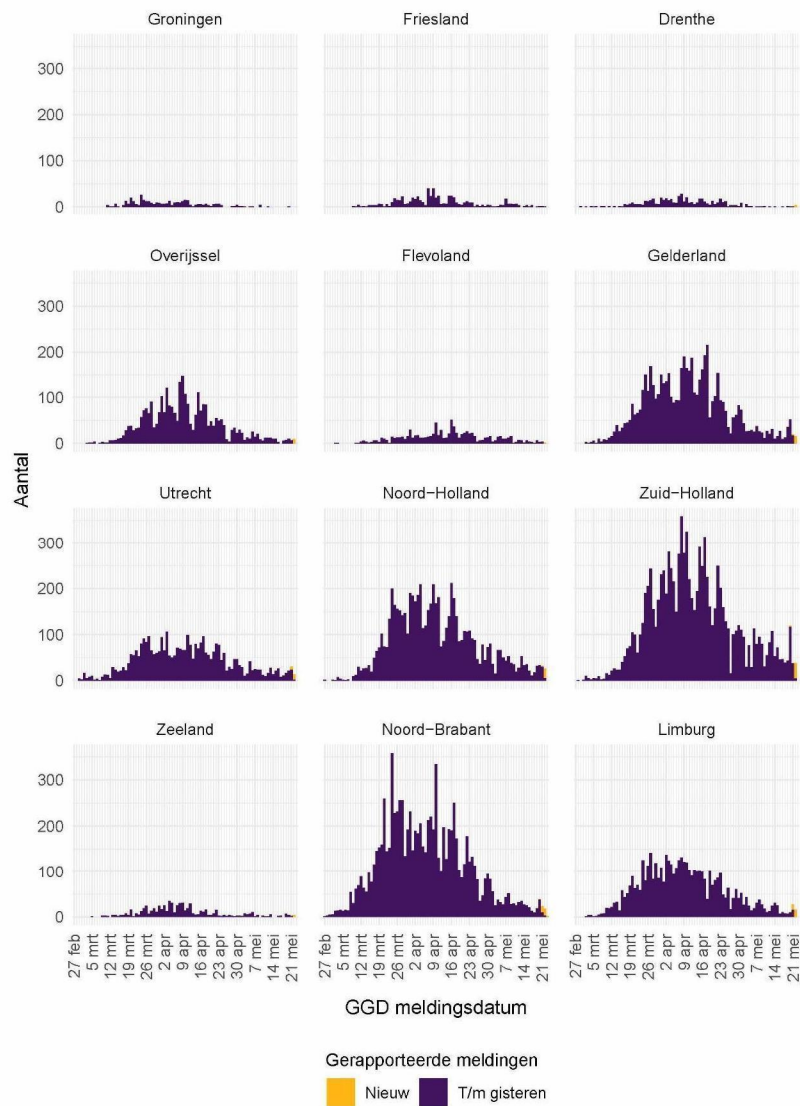 Groningen
Friesland
Drenthe
300
200
100
0
Overijssel
Flevoland
Gelderland
300
200
100
0
Aantal
Utrecht
Noord-Holland
Zuid-Holland
300
200
100
0
Zeeland
Noord-Brabant
Limburg
300
200
100
0
27 feb
5 mrt
12 mrt
19 mrt
26 mrt
2 apr
9 apr
16 apr
23 apr
30 apr
7 mei
14 mei
21 mei
27 feb
5 mrt
12 mrt
19 mrt
26 mrt
2 apr
9 apr
16 apr
23 apr
30 apr
7 mei
14 mei
21 mei
27 feb
5 mrt
12 mrt
19 mrt
26 mrt
2 apr
9 apr
16 apr
23 apr
30 apr
7 mei
14 mei
21 mei
GGD meldingsdatum
Gerapporteerde meldingen
Nieuw
T/m gisteren